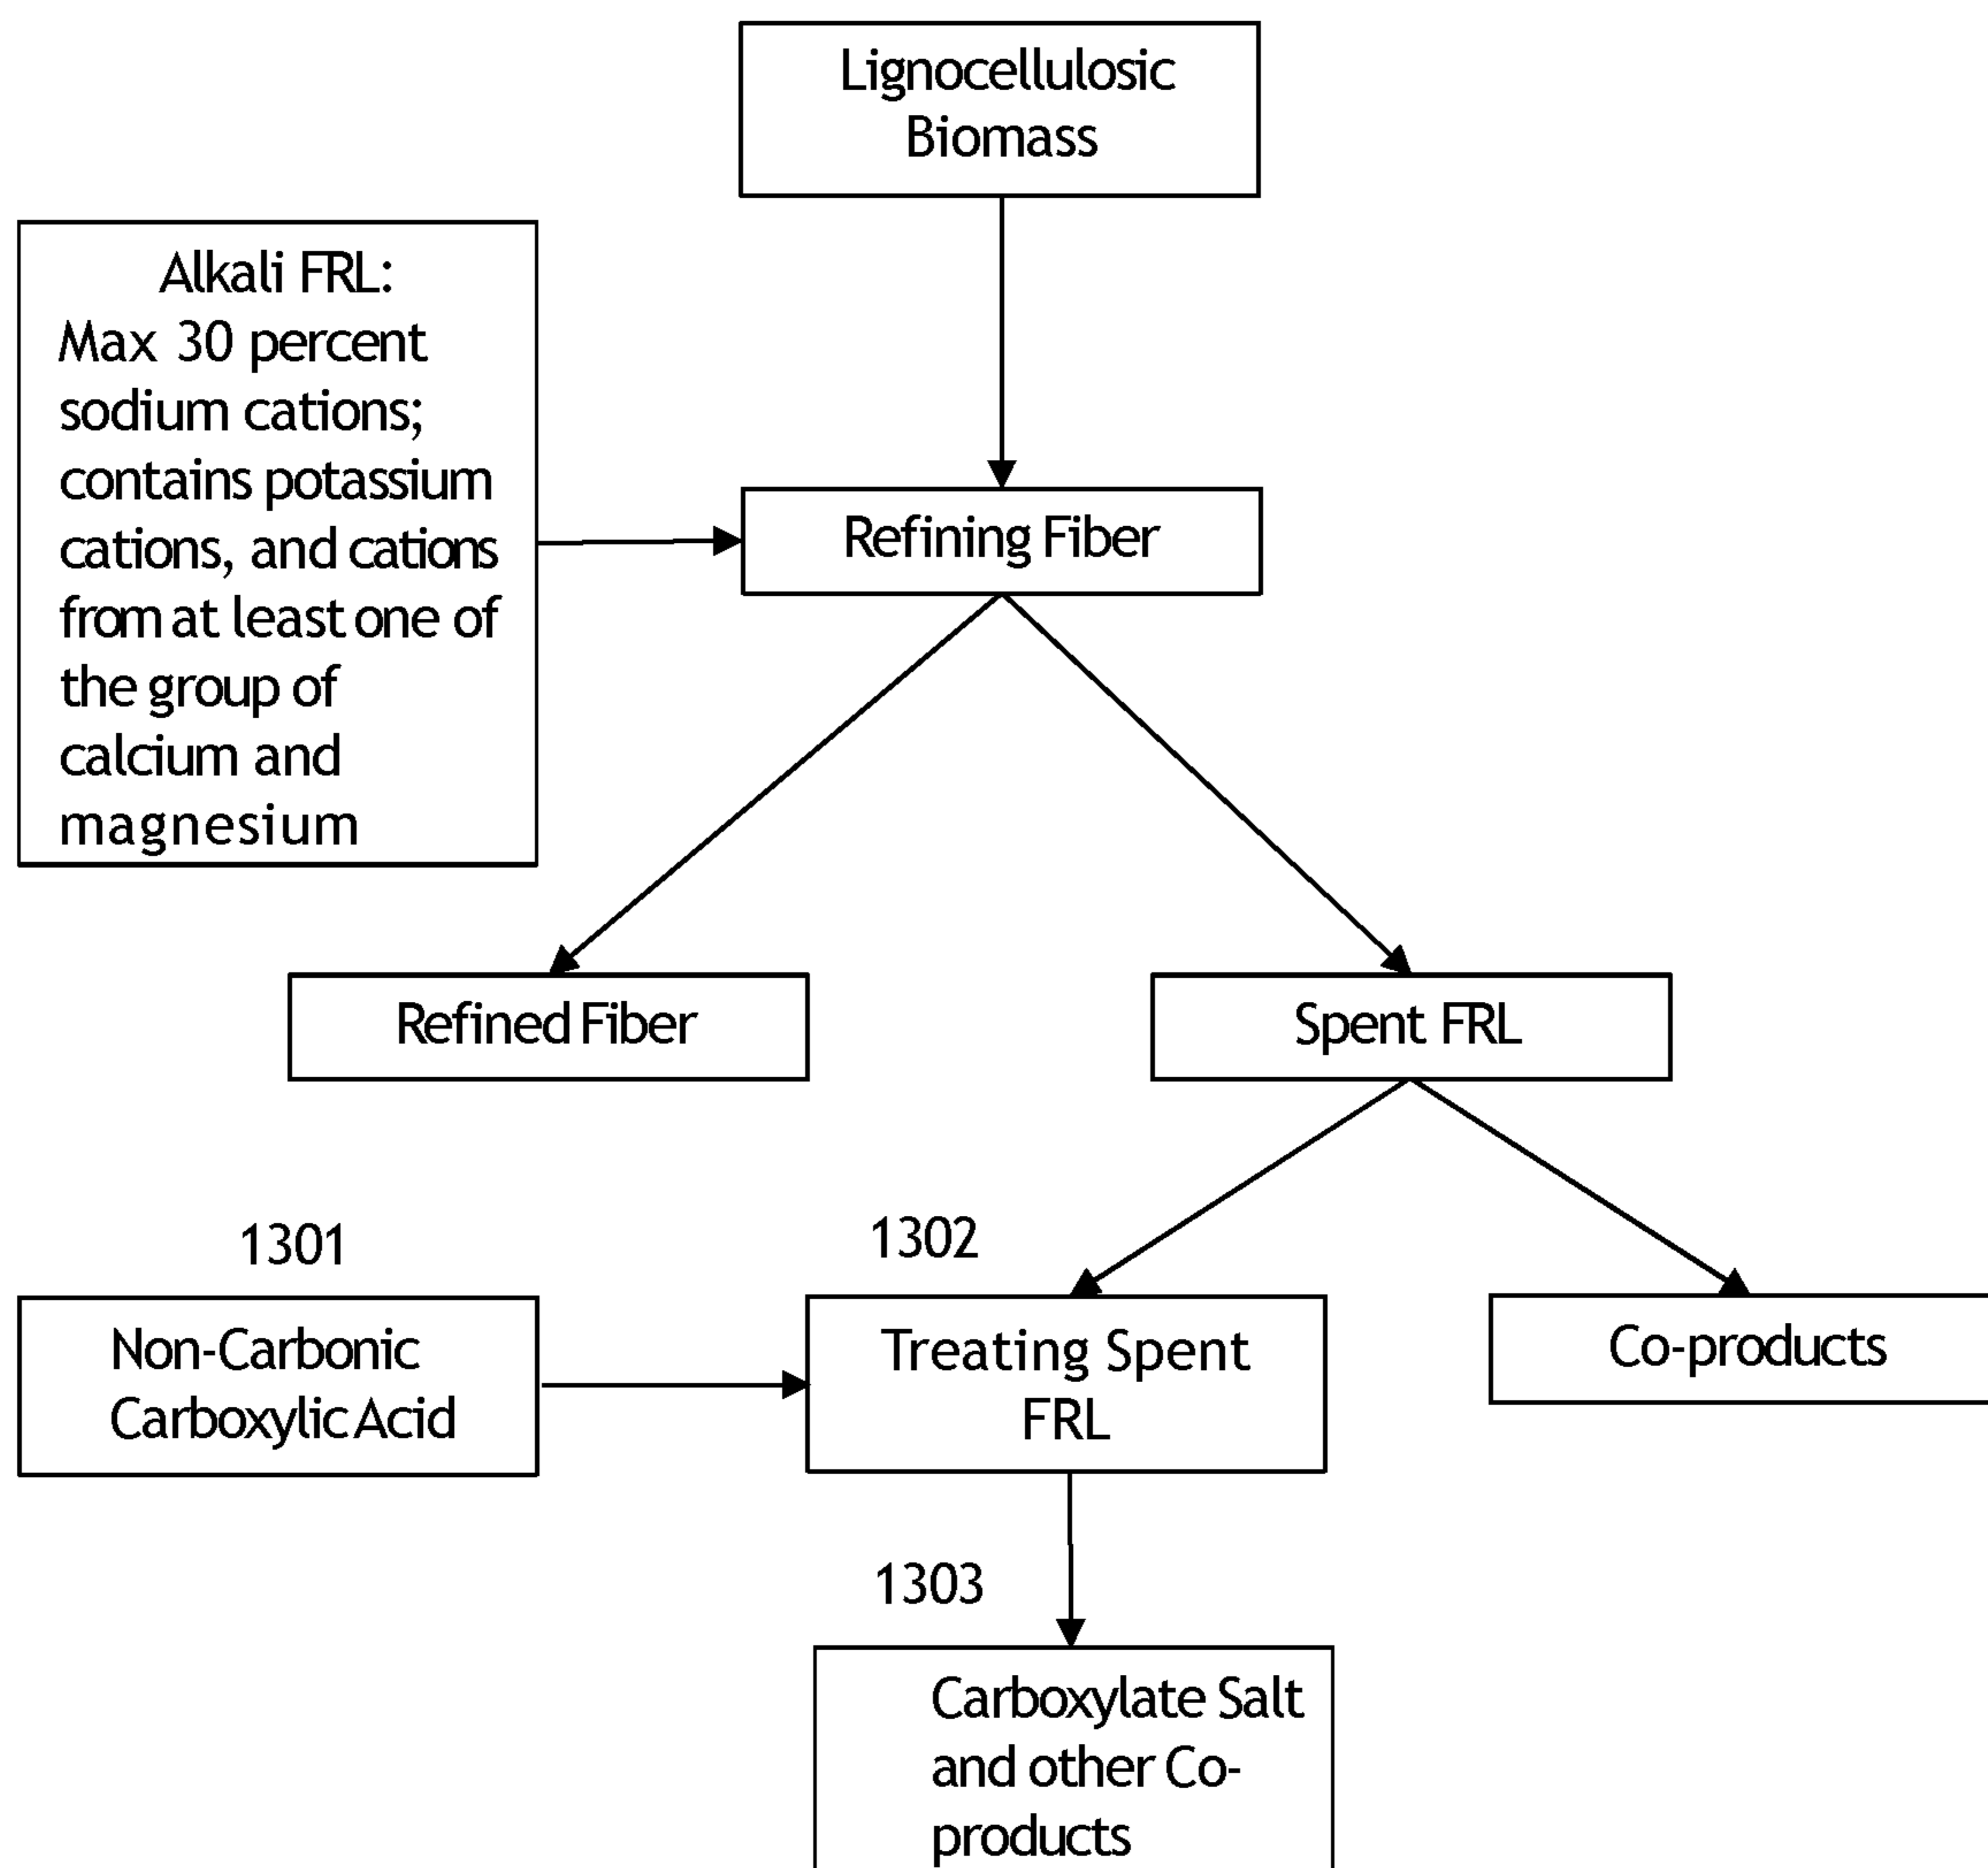 Lignocellulosic
Biomass
Alkali FRL:
Max 30 percent
sodium cations;
contains potassium
cations, and cations
from at least one of
the group of
calcium and
magnesium
Refining Fiber
Refined Fiber
Spent FRL
1301
1302
Non-Carbonic
Carboxylic Acid
Treating Spent
FRL
Co-products
1303
Carboxylate Salt
and other Co-
products